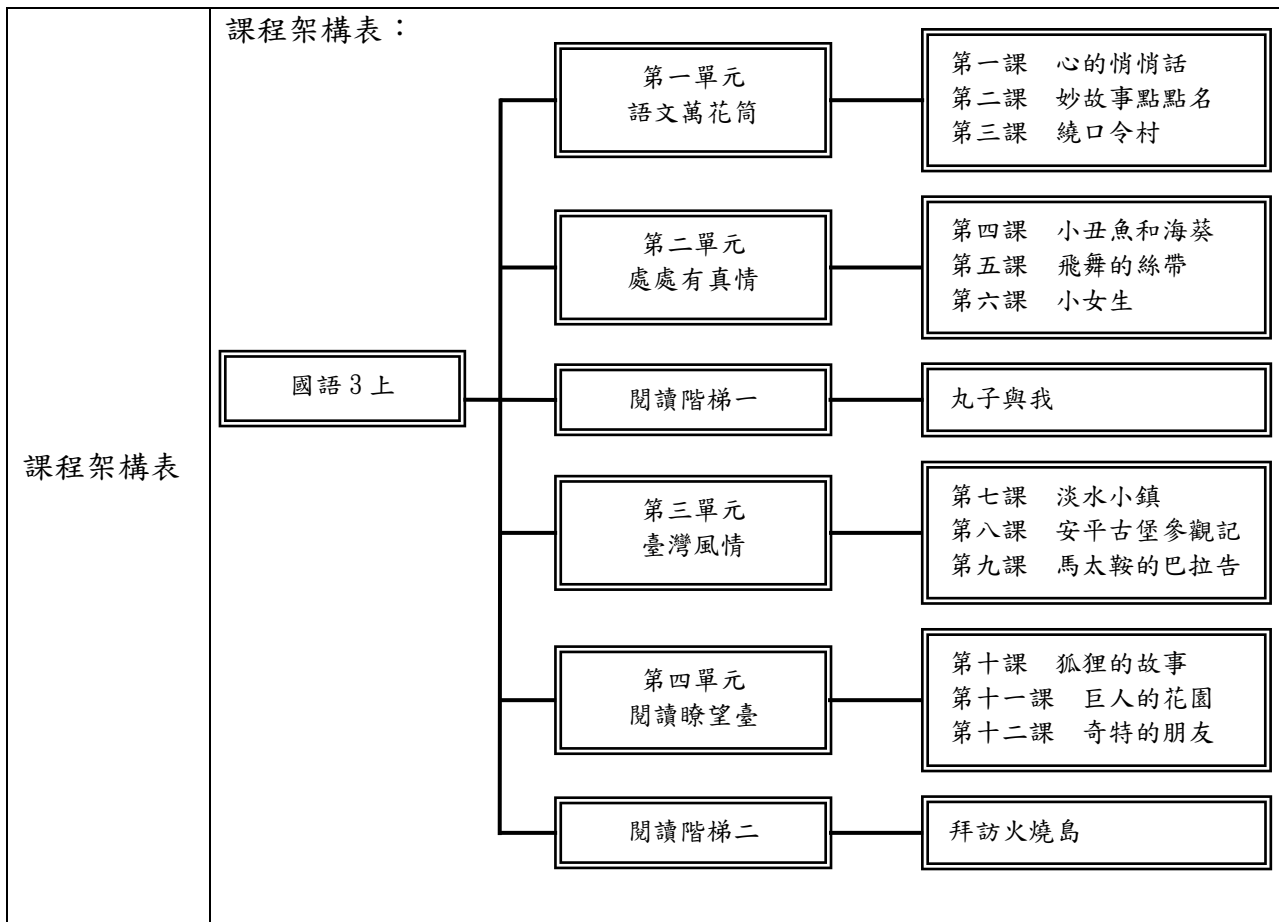 課程架構表
課程架構表：
國語3上
第一單元
語文萬花筒
第一課　心的悄悄話
第二課　妙故事點點名
第三課　繞口令村
第二單元
處處有真情
第四課　小丑魚和海葵
第五課　飛舞的絲帶
第六課　小女生
閱讀階梯一
丸子與我
第三單元
臺灣風情
第七課　淡水小鎮
第八課　安平古堡參觀記
第九課　馬太鞍的巴拉告
第四單元
閱讀瞭望臺
第十課　狐狸的故事
第十一課　巨人的花園
第十二課　奇特的朋友
閱讀階梯二
拜訪火燒島